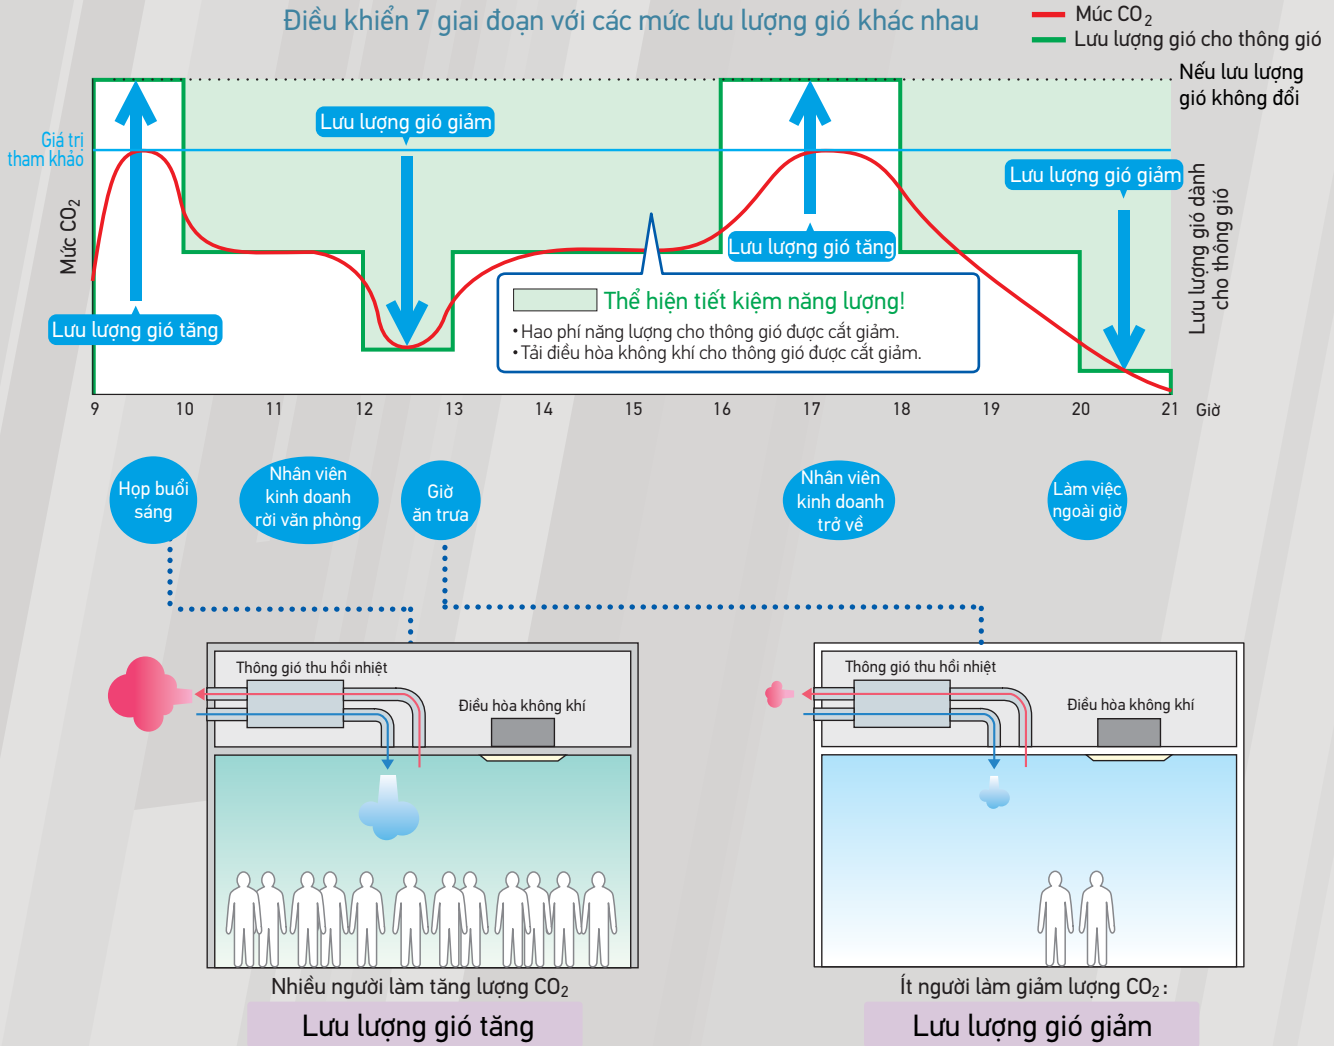 Điều khiển 7 giai đoạn với các mức lưu lượng gió khác nhau
Múc CO₂
Lưu lượng gió cho thông gió
Nếu lưu lượng
gió không đổi
Giá trị
tham khảo
Mức CO₂
Lưu lượng gió giảm
Lưu lượng gió giảm
Lưu lượng gió dành
cho thông gió
Lưu lượng gió tăng
Lưu lượng gió tăng
Thể hiện tiết kiệm năng lượng!
• Hao phí năng lượng cho thông gió được cắt giảm.
• Tải điều hòa không khí cho thông gió được cắt giảm.
9 10 11 12 13 14 15 16 17 18 19 20 21 Giờ
Họp buổi
sáng
Nhân viên
kinh doanh
rời văn phòng
Giờ
ăn trưa
Nhân viên
kinh doanh
trở về
Làm việc
ngoài giờ
Thông gió thu hồi nhiệt
Điều hòa không khí
Nhiều người làm tăng lượng CO₂
Lưu lượng gió tăng
Thông gió thu hồi nhiệt
Điều hòa không khí
Ít người làm giảm lượng CO₂:
Lưu lượng gió giảm